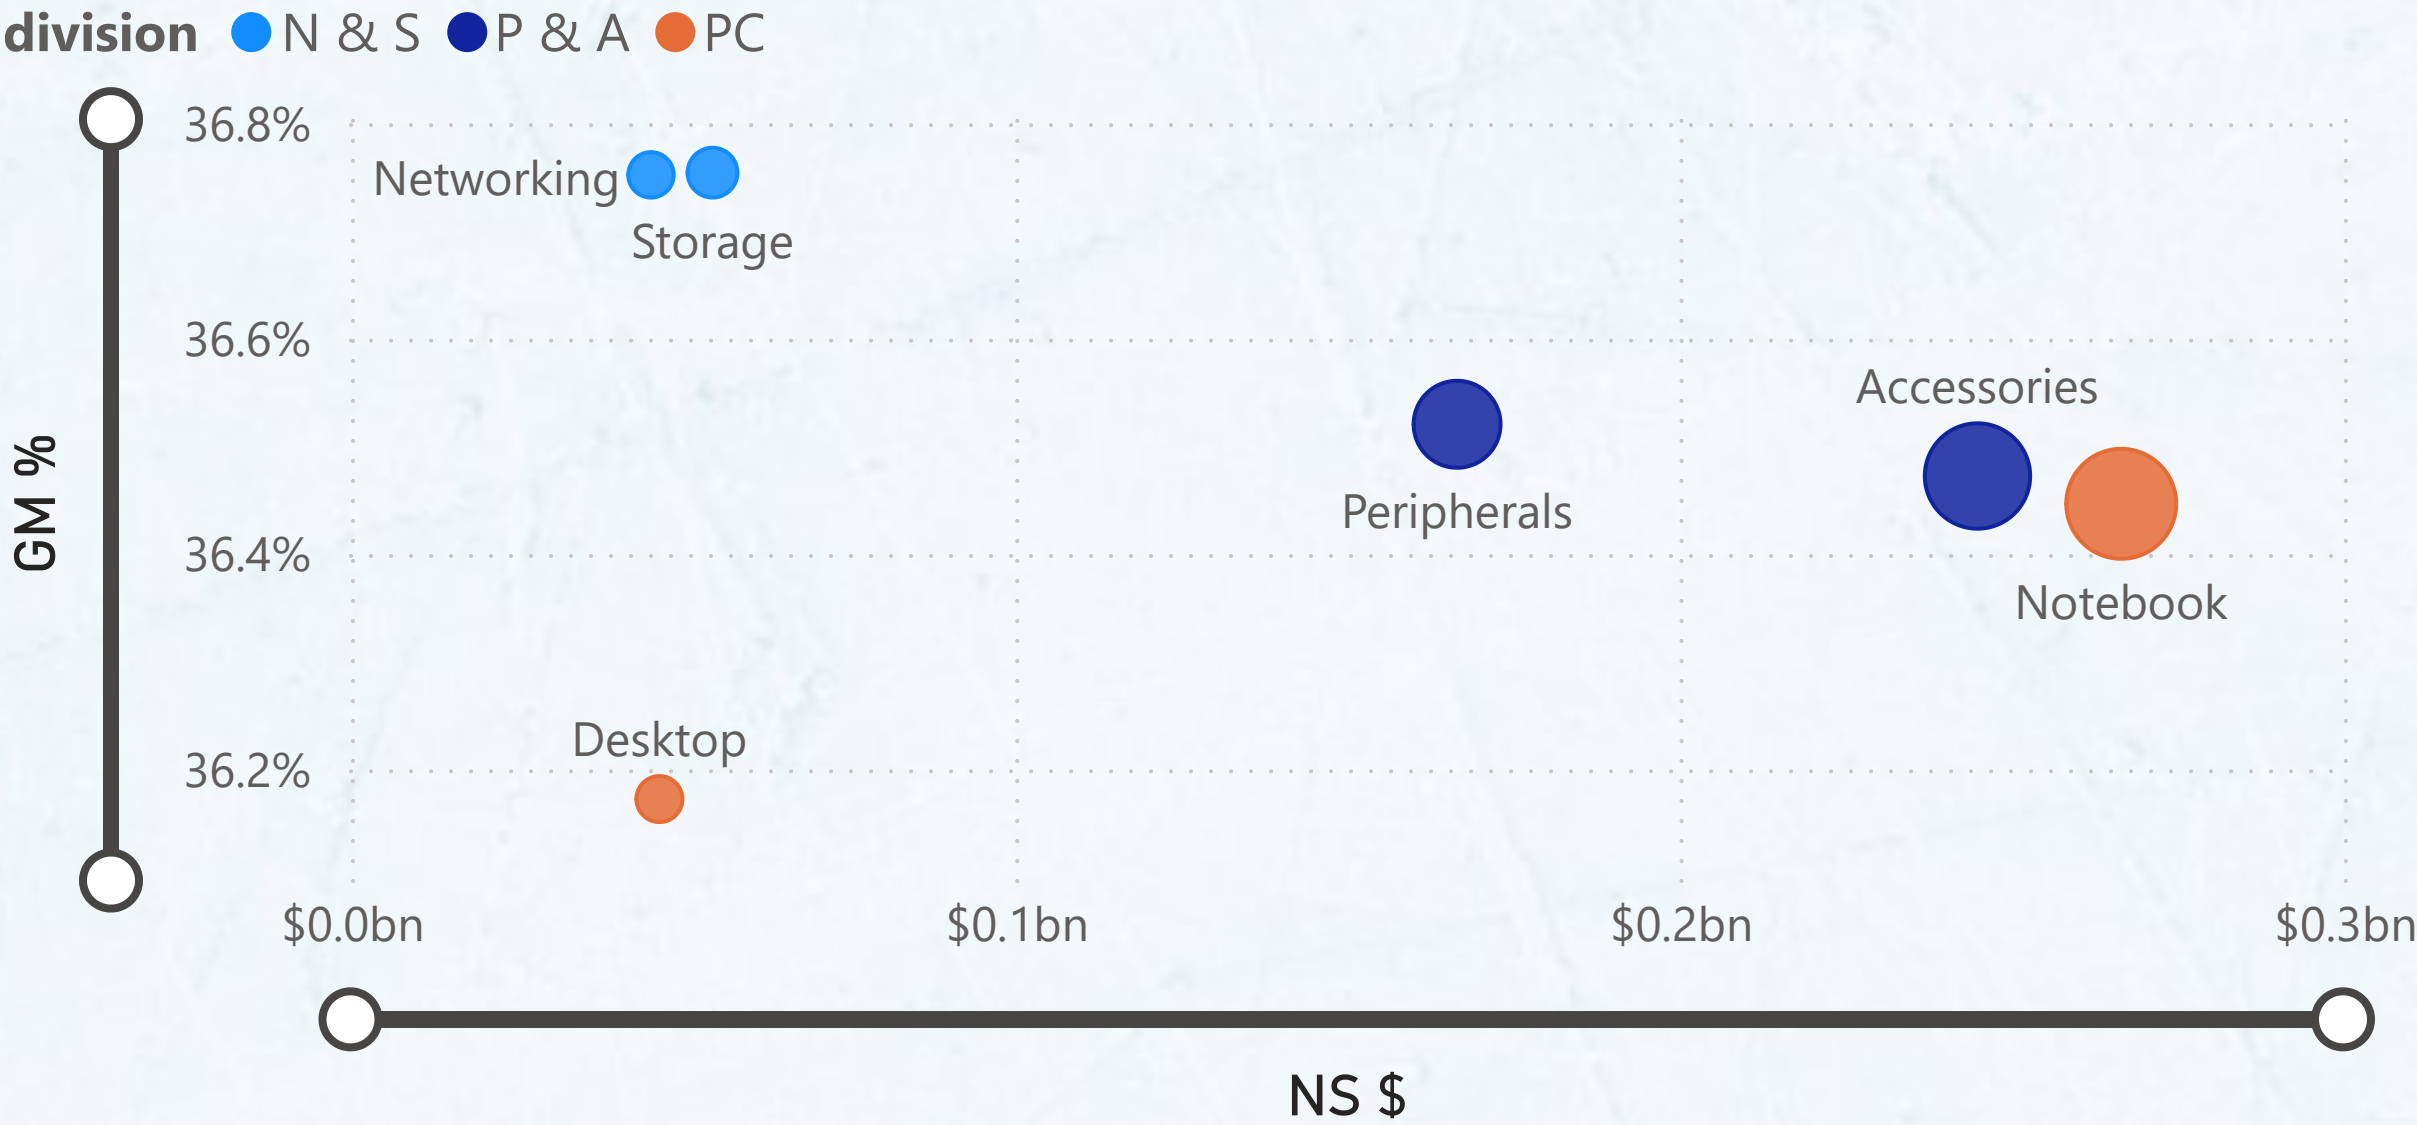 division N & S P & A PC
36.8%
Networking
Storage
36.6%
Accessories
GM %
Peripherals
36.4%
Notebook
Desktop
36.2%
$0.0bn $0.1bn $0.2bn $0.3bn
NS $